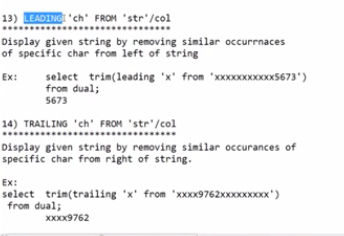 13) LEADING 'ch' FROM 'str'/col
********************************
Display given string by removing similar occurrnaces
of specific char from left of string
Ex: select trim(leading 'x' from 'xxxxxxxxxxx5673')
from dual;
5673
14) TRAILING 'ch' FROM 'str'/col
*********************************
Display given string by removing similar occurances of
specific char from right of string.
Ex:
select trim(trailing 'x' from 'xxxx9762xxxxxxxxx')
from dual;
xxxx9762